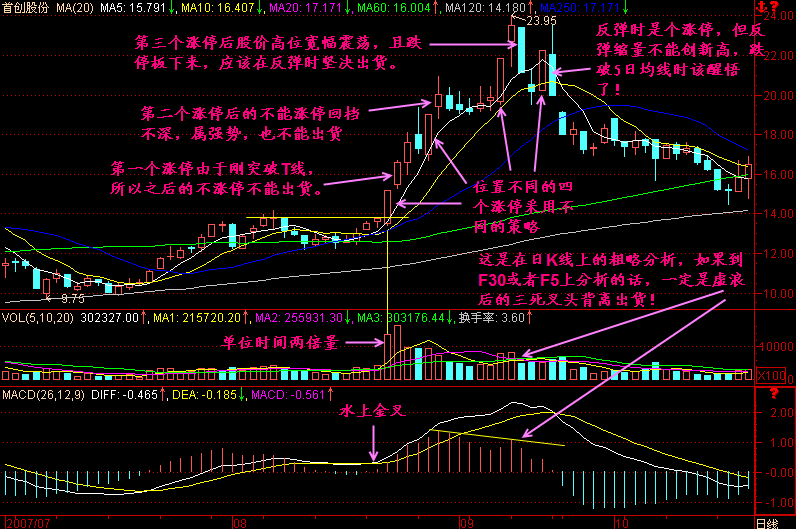 首创股份 MA(20) MA5: 15.791↓ MA10: 16.407↓ MA20: 17.171↓ MA60: 16.004↑ MA120: 14.180↑ MA250: 17.171↓
23.95
24.00
第三个涨停后股价高位宽幅震荡，且跌
停板下来，应该在反弹时坚决出货。
反弹时是个涨停，但反
弹缩量不能创新高，跌
破5日均线时该醒悟
了！
22.00
20.00
第二个涨停后的不能涨停回档
不深，属强势，也不能出货
18.00
第一个涨停由于刚突破T线，
所以之后的不涨停不能出货。
16.00
位置不同的四
个涨停采用不
同的策略
14.00
12.00
这是在日K线上的粗略分析，如果到
F30或者F5上分析的话，一定是虚浪
后的三死叉头背离出货！
9.75
10.00
VOL(5,10,20) 302327.00↑ MA1: 215720.20↑ MA2: 255931.30↓ MA3: 303176.44↓ 换手率: 3.60↑
单位时间两倍量
40000
X100
MACD(26,12,9) DIFF: -0.465↑ DEA: -0.185↓ MACD: -0.561↑
?
水上金叉
2.00
1.00
-0.00
-1.00
2007/07 08 09 10 日线